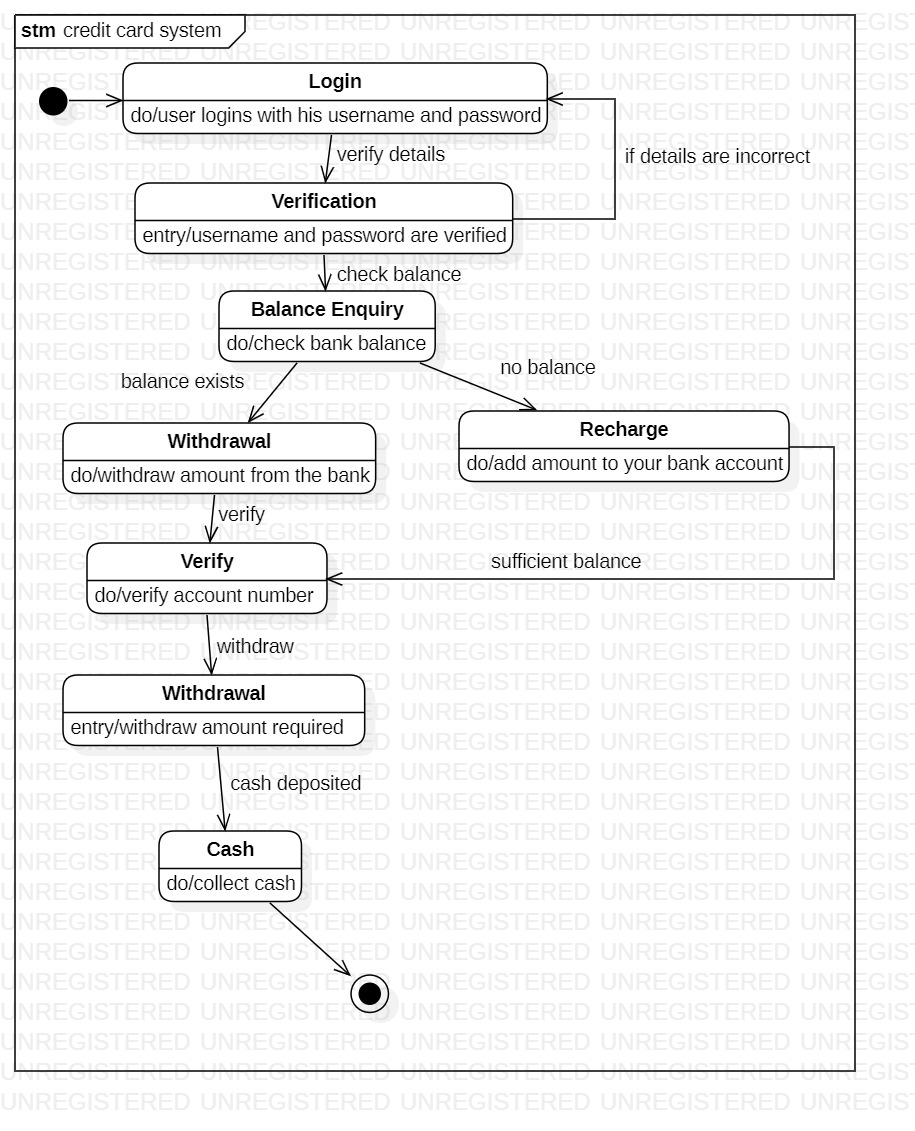 stm credit card system
Login
do/user logins with his username and password
verify details
if details are incorrect
Verification
entry/username and password are verified
check balance
Balance Enquiry
do/check bank balance
balance exists
no balance
Withdrawal
do/withdraw amount from the bank
Recharge
do/add amount to your bank account
verify
Verify
do/verify account number
sufficient balance
withdraw
Withdrawal
entry/withdraw amount required
cash deposited
Cash
do/collect cash
UNREGISTERED